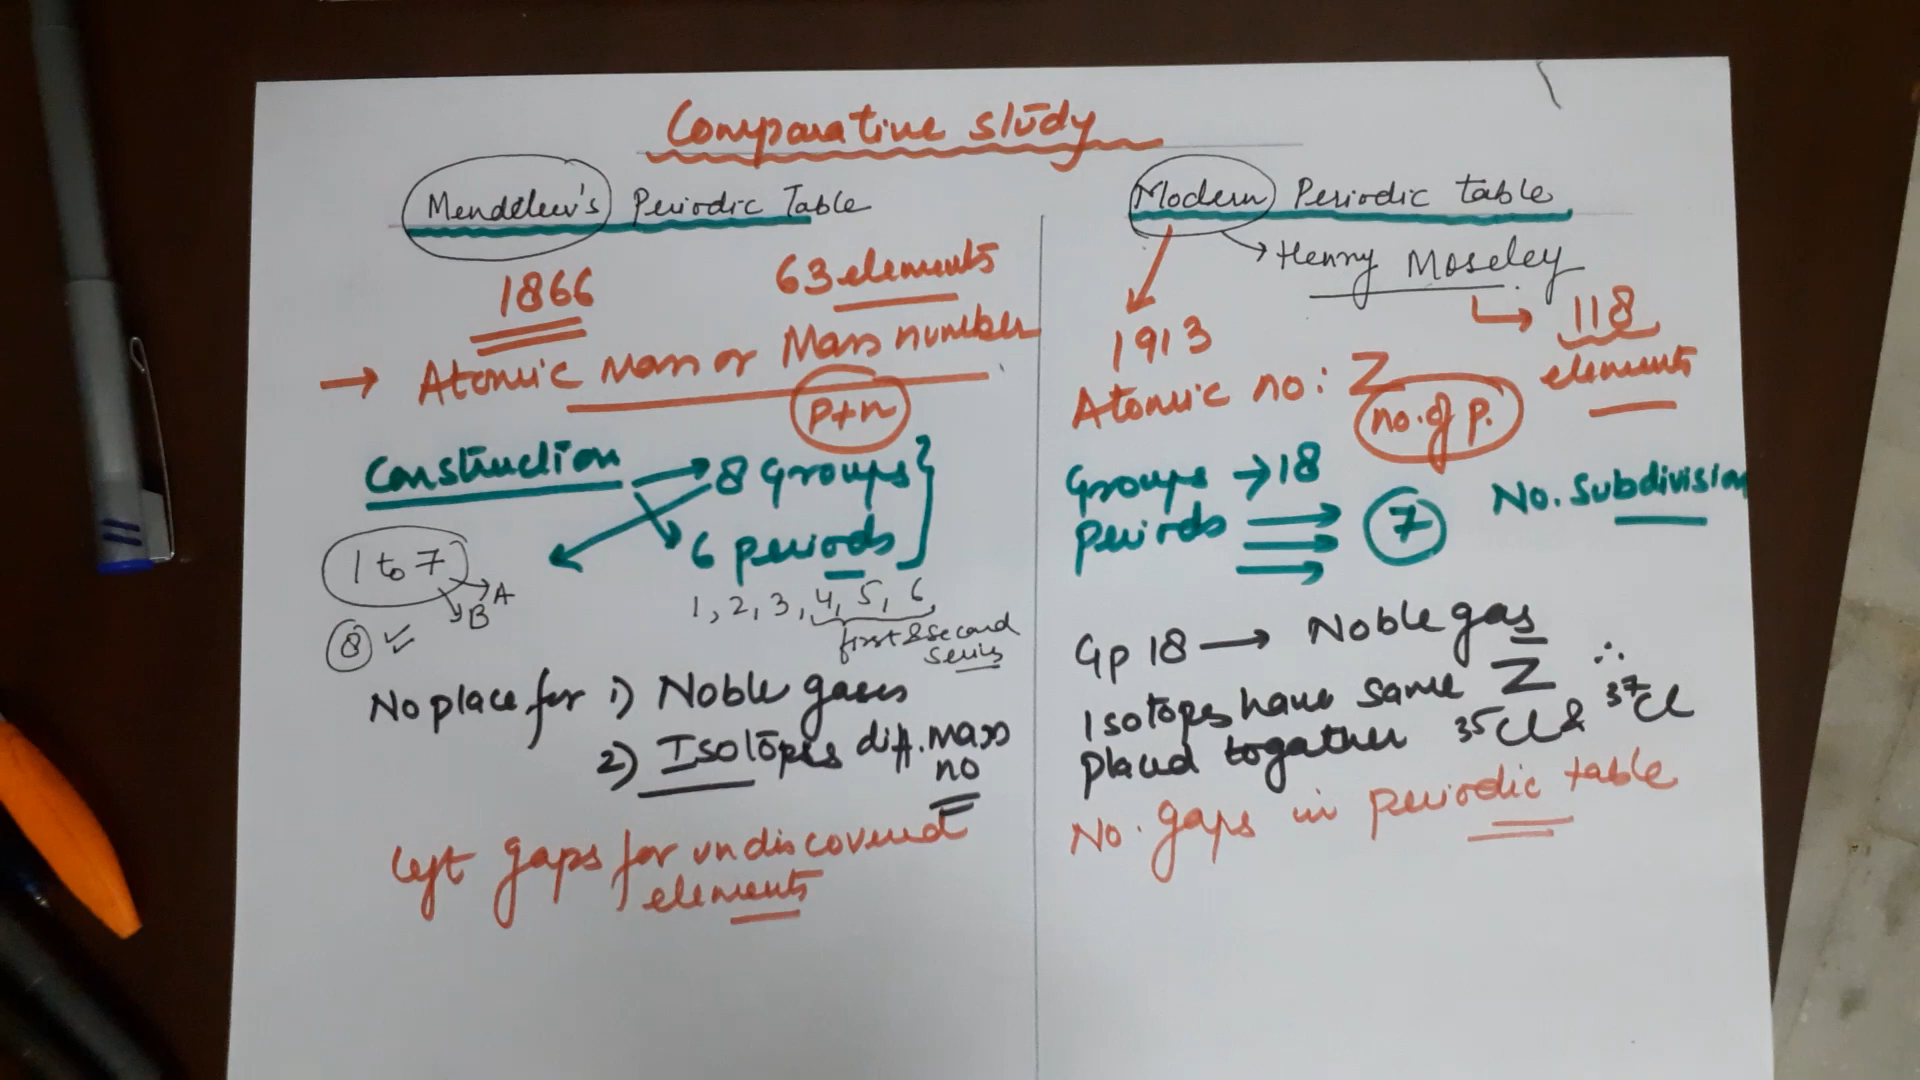 Comparative study
Mendeleev's Periodic Table
1866
63 elements
→ Atomic Mass or Mass number
p+n
Construction → 8 Groups
6 periods
1 to 7
A
B
8
1, 2, 3, 4, 5, 6
first & second
series
No place for 1) Noble gases
2) Isotopes diff. mass
no
left gaps for undiscovered
elements
Modern Periodic table
→ Henry Moseley
1913
118
elements
Atomic no: Z
no. of p.
Groups → 18
periods 7
No. Subdivision
Gp 18 → Noble gas
Isotopes have same Z ∴
placed togather 35Cl & 37Cl
No. gaps in periodic table